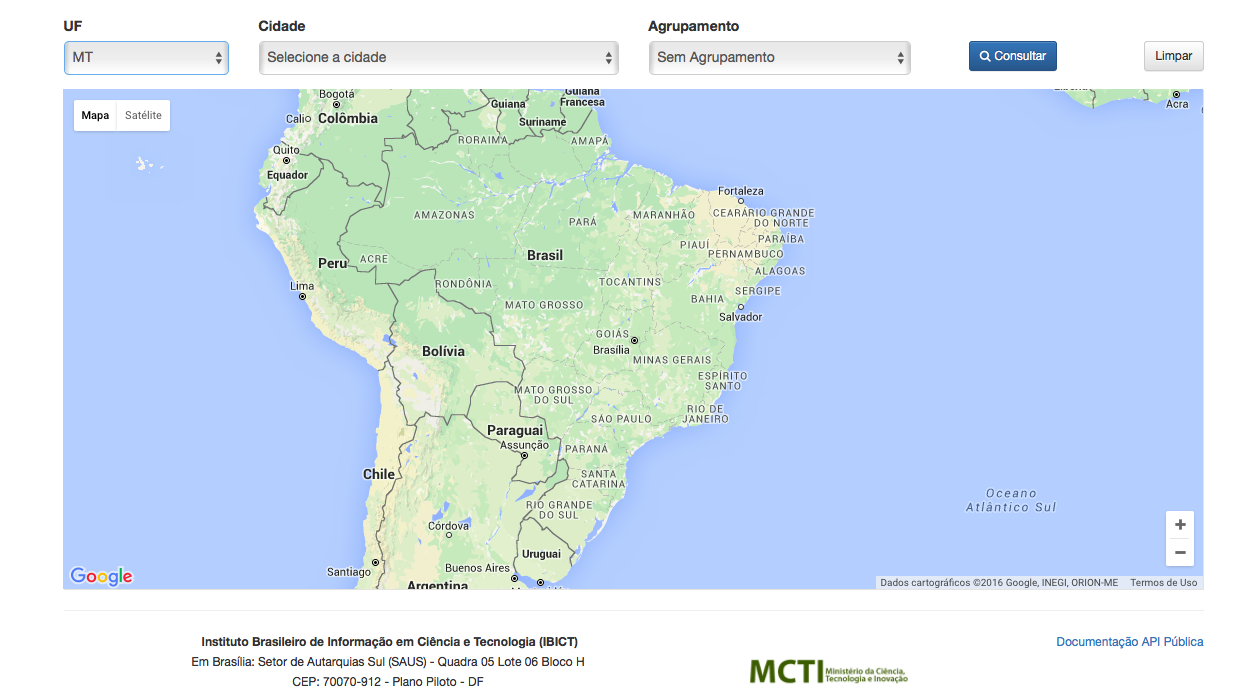 UF
Cidade
Agrupamento
MT
Selecione a cidade
Sem Agrupamento
Consultar
Limpar
Mapa
Satélite
Bogotá
Calio
Colômbia
Guiana
Guiana
Francesa
Suriname
Acra
RORAIMA
AMAPÁ
Quito
Equador
Fortaleza
AMAZONAS
PARÁ
MARANHÃO
CEARÁ
RIO GRANDE
DO NORTE
PARAÍBA
PIAUÍ
PERNAMBUCO
Brasil
Peru
ACRE
ALAGOAS
RONDÔNIA
TOCANTINS
Lima
SERGIPE
BAHIA
MATO GROSSO
Salvador
GOIÁS
Brasília
Bolívia
MINAS GERAIS
ESPÍRITO
SANTO
MATO GROSSO
DO SUL
RIO DE
JANEIRO
SÃO PAULO
Paraguai
Assunção
PARANÁ
Chile
SANTA
CATARINA
Oceano
Atlântico Sul
RIO GRANDE
DO SUL
Córdova
Uruguai
Buenos Aires
Santiago
Argentina
+
−
Google
Dados cartográficos ©2016 Google, INEGI, ORION-ME
Termos de Uso
Instituto Brasileiro de Informação em Ciência e Tecnologia (IBICT)
Em Brasília: Setor de Autarquias Sul (SAUS) - Quadra 05 Lote 06 Bloco H
CEP: 70070-912 - Plano Piloto - DF
MCTI
Ministério da Ciência,
Tecnologia e Inovação
Documentação API Pública